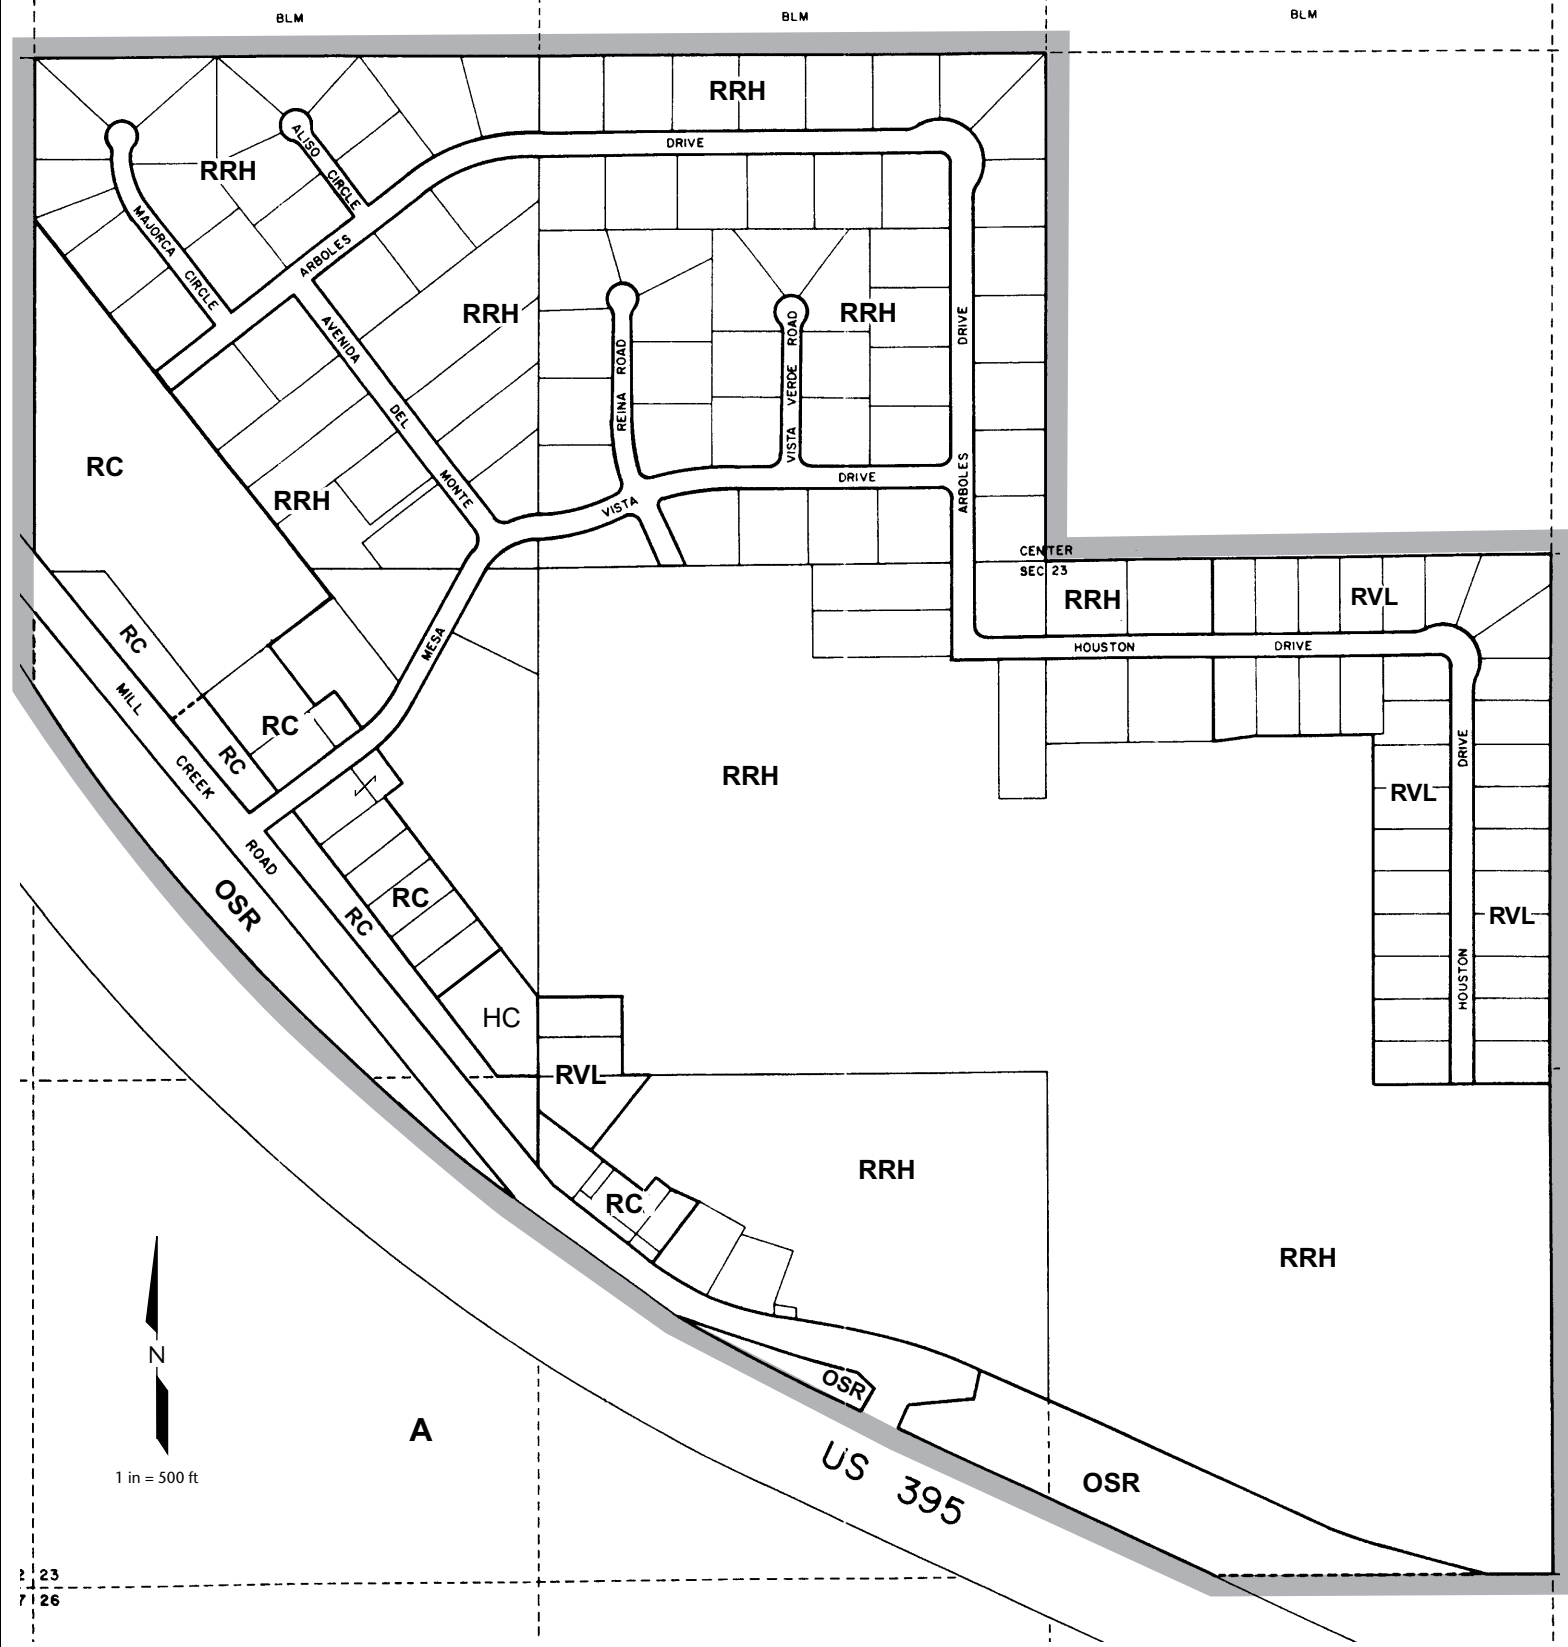 BLM
BLM
BLM
RRH
ALISO CIRCLE
DRIVE
RRH
MAJORCA CIRCLE
ARBOLES
RRH
RRH
AVENIDA DEL MONTE
REINA ROAD
VISTA VERDE ROAD
DRIVE
RC
RRH
VISTA
DRIVE
ARBOLES
CENTER
SEC 23
RRH
RVL
RC
MESA
HOUSTON
DRIVE
MILL CREEK ROAD
RC
RC
RRH
DRIVE
RVL
OSR
RC
RC
RVL
HOUSTON
HC
RVL
RRH
RC
RRH
N
OSR
A
1 in = 500 ft
US 395
OSR
2 23
7 26